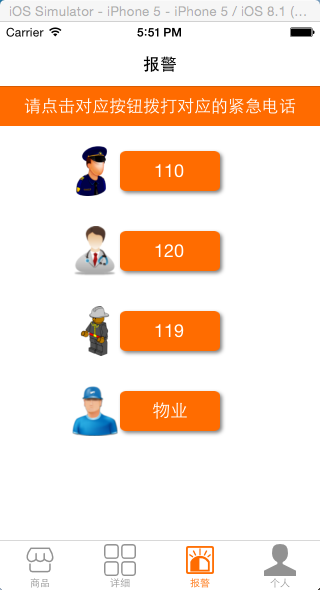 iOS Simulator - iPhone 5 - iPhone 5 / iOS 8.1 (...
Carrier 5:51 PM
报警
请点击对应按钮拨打对应的紧急电话
110
120
119
物业
商品 详细 报警 个人